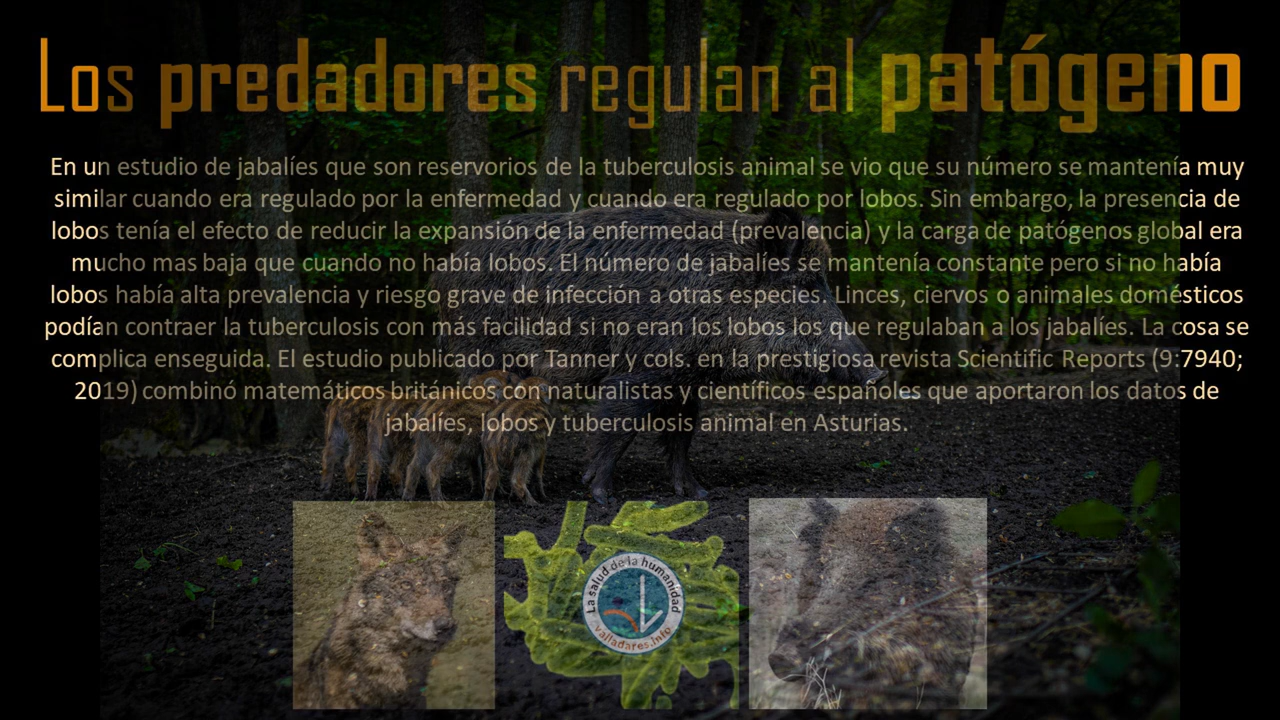 Los predadores regulan al patógeno
En un estudio de jabalíes que son reservorios de la tuberculosis animal se vio que su número se mantenía muy
similar cuando era regulado por la enfermedad y cuando era regulado por lobos. Sin embargo, la presencia de
lobos tenía el efecto de reducir la expansión de la enfermedad (prevalencia) y la carga de patógenos global era
mucho mas baja que cuando no había lobos. El número de jabalíes se mantenía constante pero si no había
lobos había alta prevalencia y riesgo grave de infección a otras especies. Linces, ciervos o animales domésticos
podían contraer la tuberculosis con más facilidad si no eran los lobos los que regulaban a los jabalíes. La cosa se
complica enseguida. El estudio publicado por Tanner y cols. en la prestigiosa revista Scientific Reports (9:7940;
2019) combinó matemáticos británicos con naturalistas y científicos españoles que aportaron los datos de
jabalíes, lobos y tuberculosis animal en Asturias.
La salud de la humanidad
valladares.info